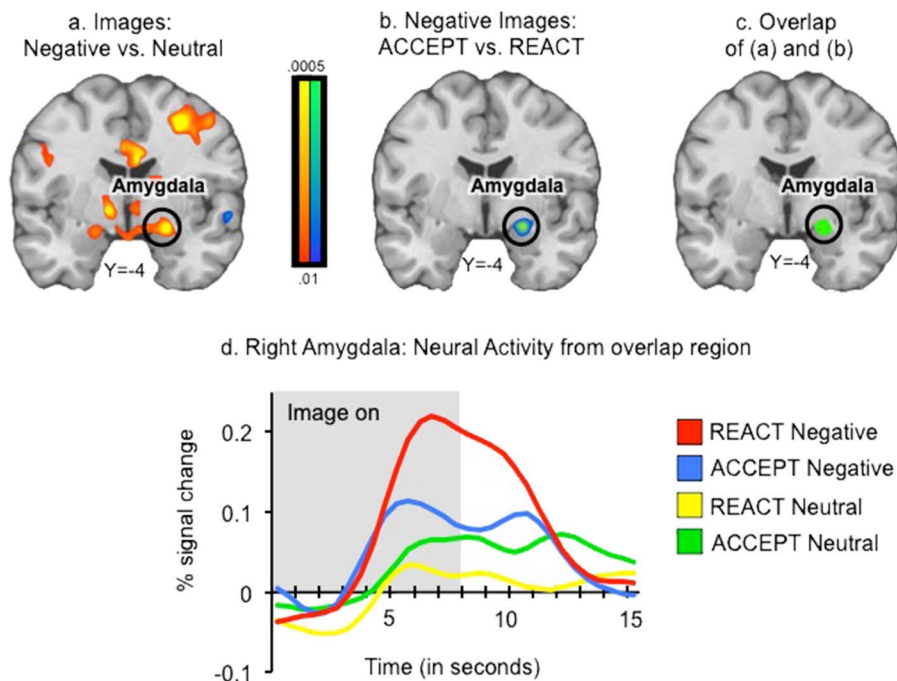 a. Images:
Negative vs. Neutral
b. Negative Images:
ACCEPT vs. REACT
c. Overlap
of (a) and (b)
.0005
.01
Amygdala
Y=-4
Amygdala
Y=-4
Amygdala
Y=-4
d. Right Amygdala: Neural Activity from overlap region
Image on
% signal change
0.2
0.1
0
-0.1
5
10
15
Time (in seconds)
REACT Negative
ACCEPT Negative
REACT Neutral
ACCEPT Neutral